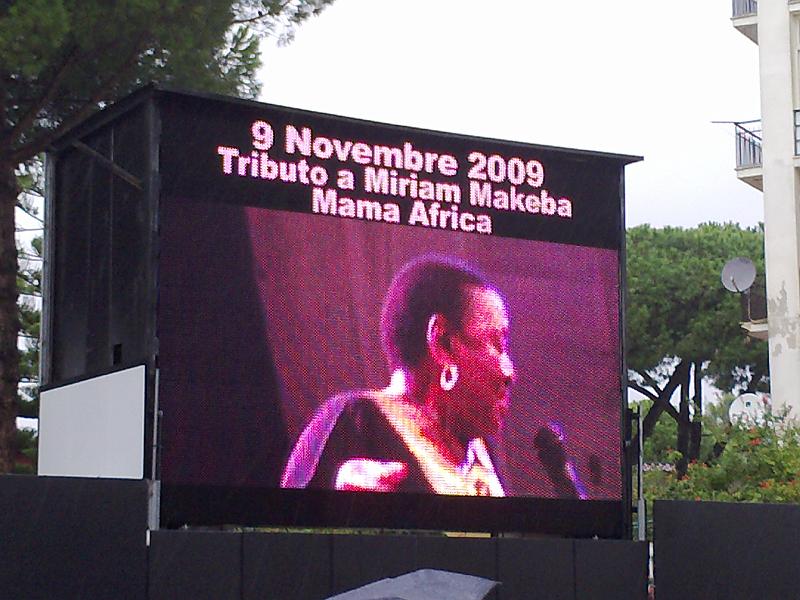 9 Novembre 2009
Tributo a Miriam Makeba
Mama Africa